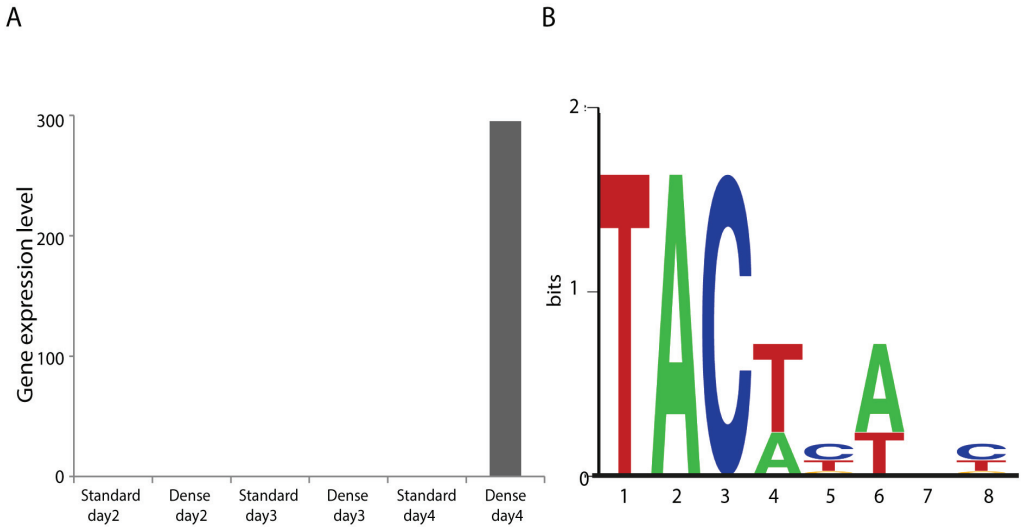 A
B
Gene expression level
300
200
100
0
Standard day2
Dense day2
Standard day3
Dense day3
Standard day4
Dense day4
bits
2
1
0
T A C T A C T A T C T
1 2 3 4 5 6 7 8